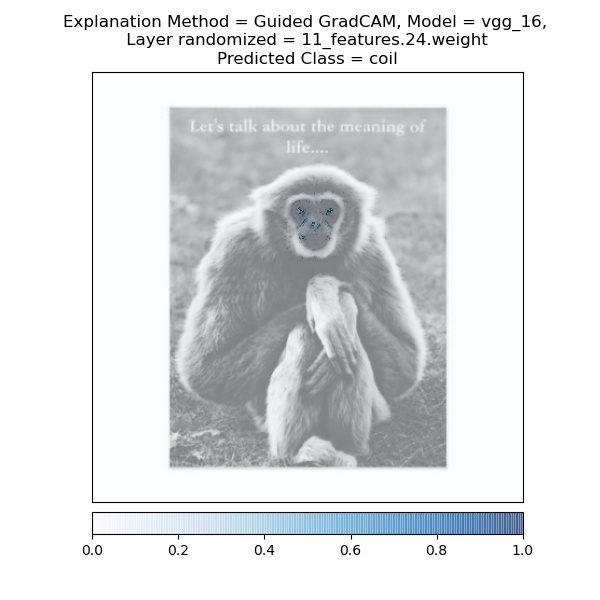 Explanation Method = Guided GradCAM, Model = vgg_16,
Layer randomized = 11_features.24.weight
Predicted Class = coil
Let's talk about the meaning of
life....
0.0 0.2 0.4 0.6 0.8 1.0